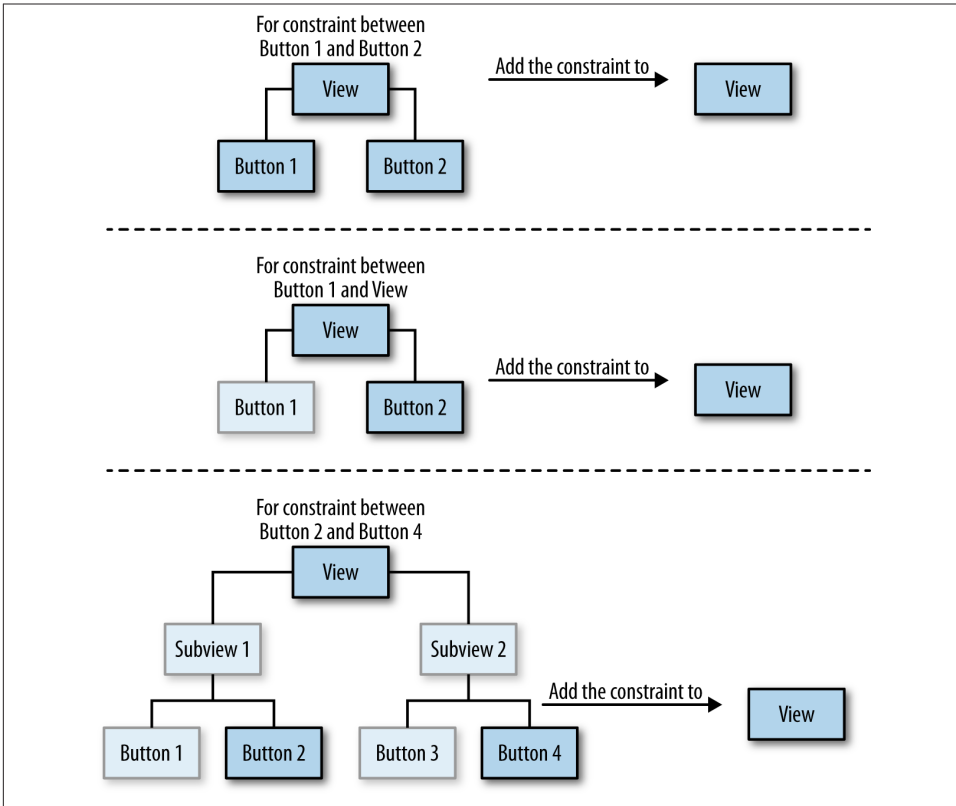 For constraint between
Button 1 and Button 2
View
Add the constraint to
View
Button 1
Button 2
For constraint between
Button 1 and View
View
Add the constraint to
View
Button 1
Button 2
For constraint between
Button 2 and Button 4
View
Subview 1
Subview 2
Add the constraint to
View
Button 1
Button 2
Button 3
Button 4